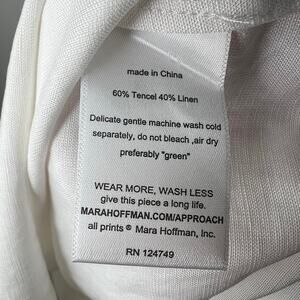 made in China
60% Tencel 40% Linen
Delicate gentle machine wash cold
separately, do not bleach ,air dry
preferably "green"
WEAR MORE, WASH LESS
give this piece a long life.
MARAHOFFMAN.COM/APPROACH
all prints ® Mara Hoffman, Inc.
RN 124749